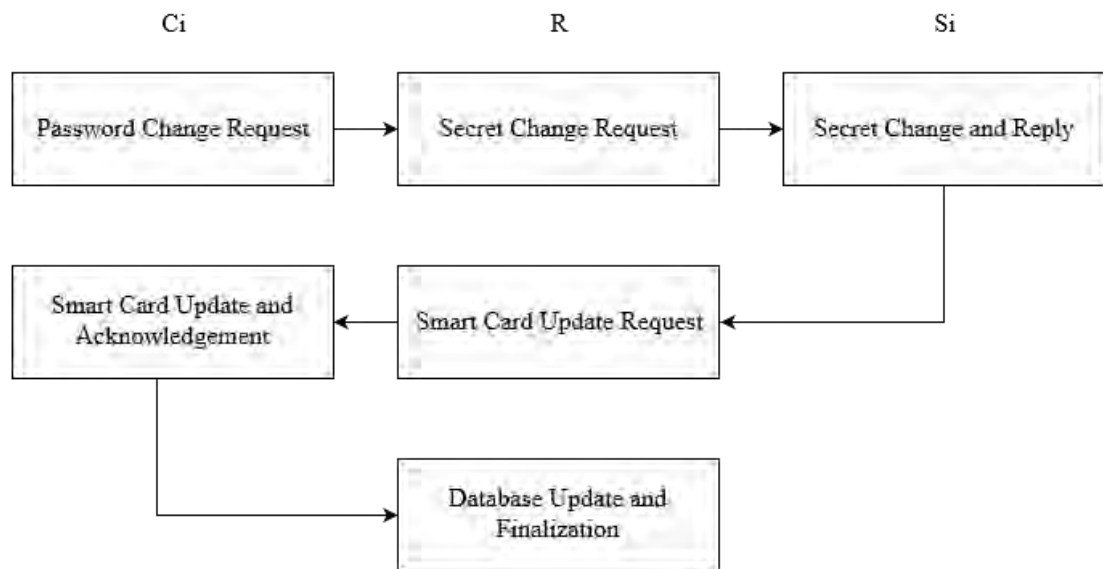 Ci
R
Si
Password Change Request
Secret Change Request
Secret Change and Reply
Smart Card Update and
Acknowledgement
Smart Card Update Request
Database Update and
Finalization